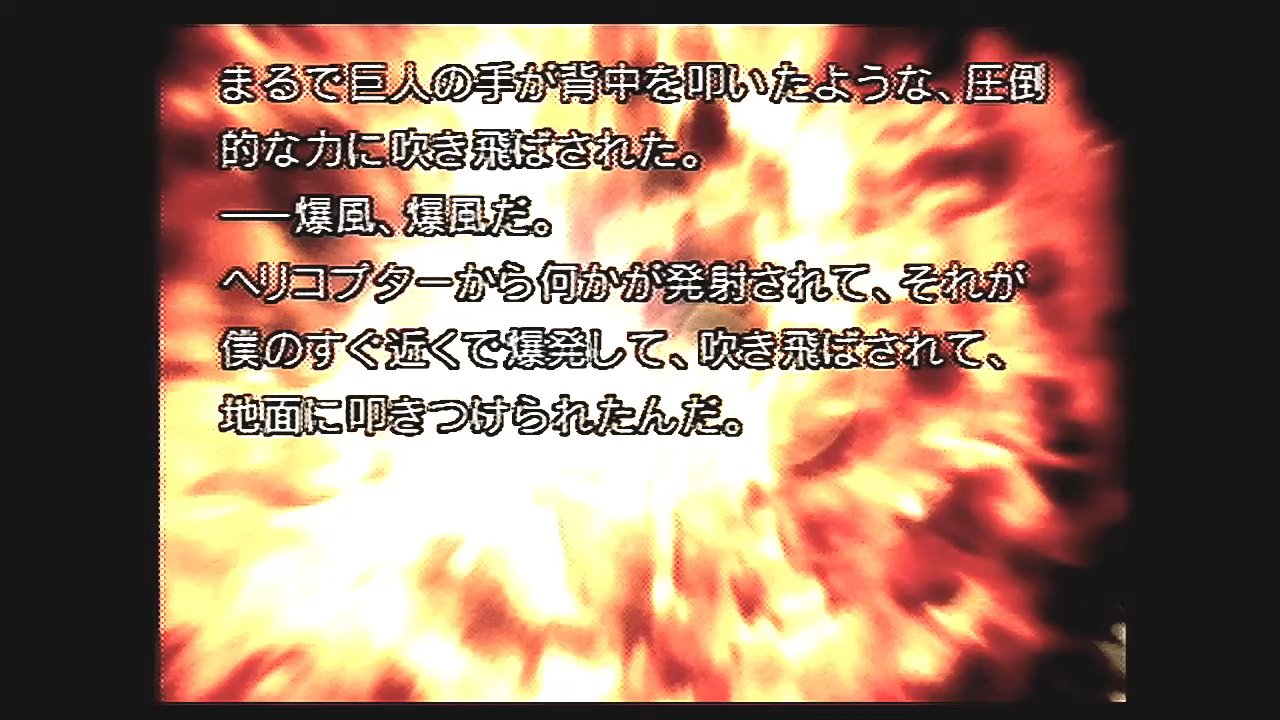 まるで巨人の手が背中を叩いたような、圧倒
的な力に吹き飛ばされた。
――爆風、爆風だ。
ヘリコプターから何かが発射されて、それが
僕のすぐ近くで爆発して、吹き飛ばされて、
地面に叩きつけられたんだ。